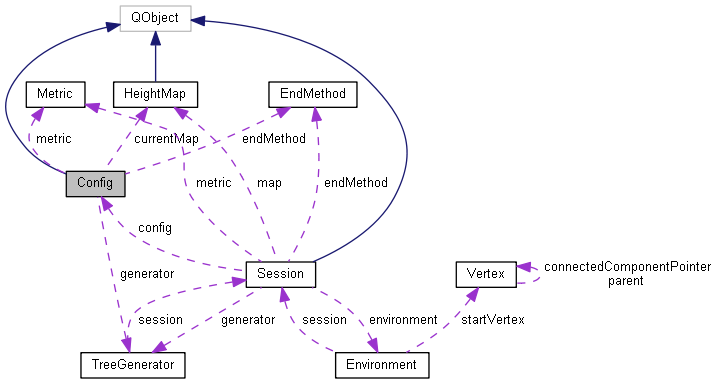 QObject
Metric
HeightMap
EndMethod
metric
currentMap
endMethod
Config
metric
map
endMethod
config
generator
Session
Vertex
connectedComponentPointer
parent
session
generator
session
environment
startVertex
TreeGenerator
Environment